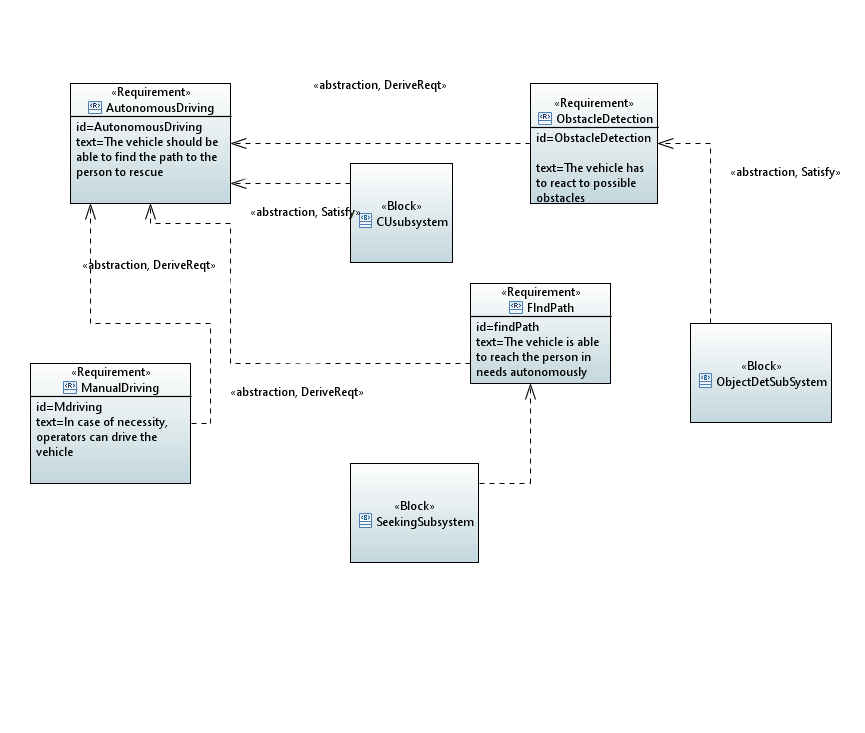 «abstraction, DeriveReqt»
«Requirement»
AutonomousDriving
id=AutonomousDriving
text=The vehicle should be
able to find the path to the
person to rescue
«Requirement»
ObstacleDetection
id=ObstacleDetection
text=The vehicle has
to react to possible
obstacles
«abstraction, Satisfy»
«Block»
CUsubsystem
«abstraction, Satisfy»
«abstraction, DeriveReqt»
«Requirement»
FIndPath
id=findPath
text=The vehicle is able
to reach the person in
needs autonomously
«Block»
ObjectDetSubSystem
«Requirement»
ManualDriving
id=Mdriving
text=In case of necessity,
operators can drive the
vehicle
«abstraction, DeriveReqt»
«Block»
SeekingSubsystem